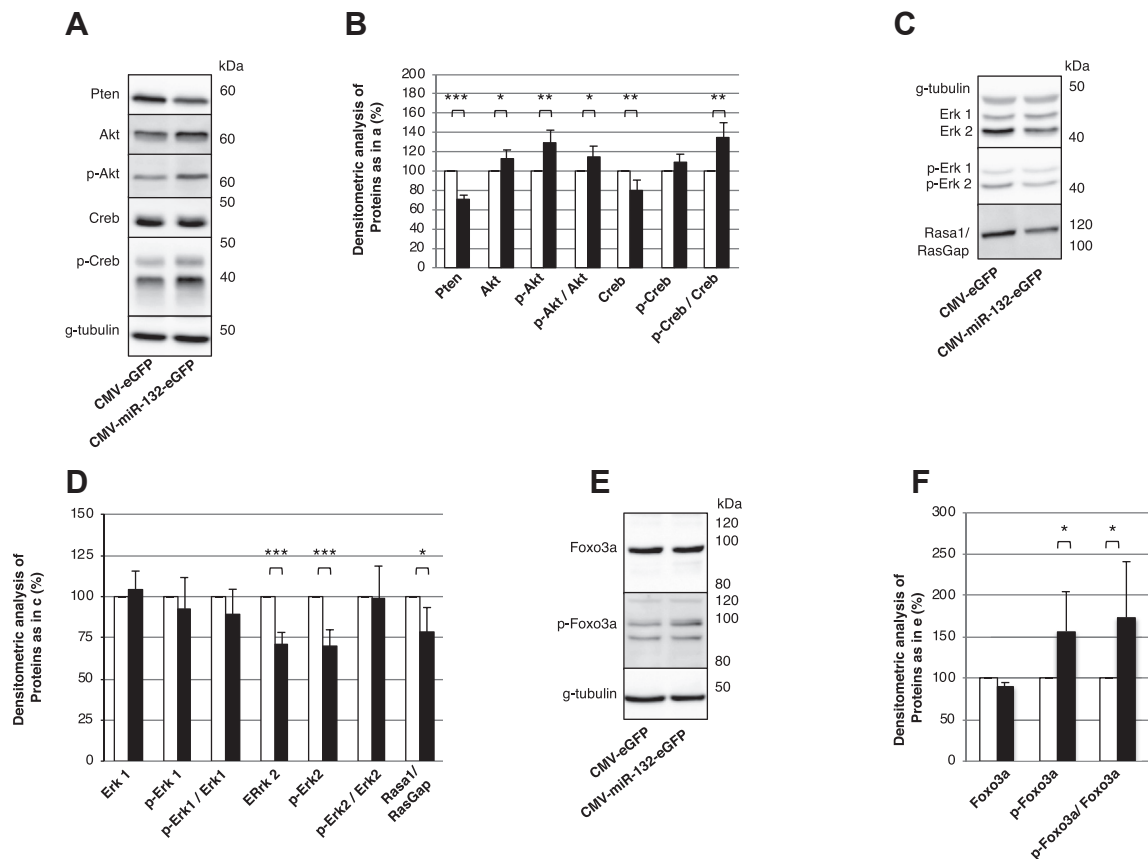 A
kDa
Pten
60
Akt
60
p-Akt
60
50
Creb
50
p-Creb
40
g-tubulin
50
CMV-eGFP
CMV-miR-132-eGFP
B
Densitometric analysis of
Proteins as in a (%)
200
180
160
140
120
100
80
60
40
20
0
*** * ** * ** **
Pten
Akt
p-Akt
p-Akt / Akt
Creb
p-Creb
p-Creb / Creb
C
kDa
g-tubulin
50
Erk 1
Erk 2
40
p-Erk 1
p-Erk 2
40
Rasa1/
RasGap
120
100
CMV-eGFP
CMV-miR-132-eGFP
D
Densitometric analysis of
Proteins as in c (%)
150
125
100
75
50
25
0
*** *** *
Erk 1
p-Erk 1
p-Erk1 / Erk1
ERrk 2
p-Erk2
p-Erk2 / Erk2
Rasa1/
RasGap
E
kDa
120
Foxo3a
100
80
120
p-Foxo3a
100
80
g-tubulin
50
CMV-eGFP
CMV-miR-132-eGFP
F
Densitometric analysis of
Proteins as in e (%)
300
250
200
150
100
50
0
* *
Foxo3a
p-Foxo3a
p-Foxo3a/ Foxo3a